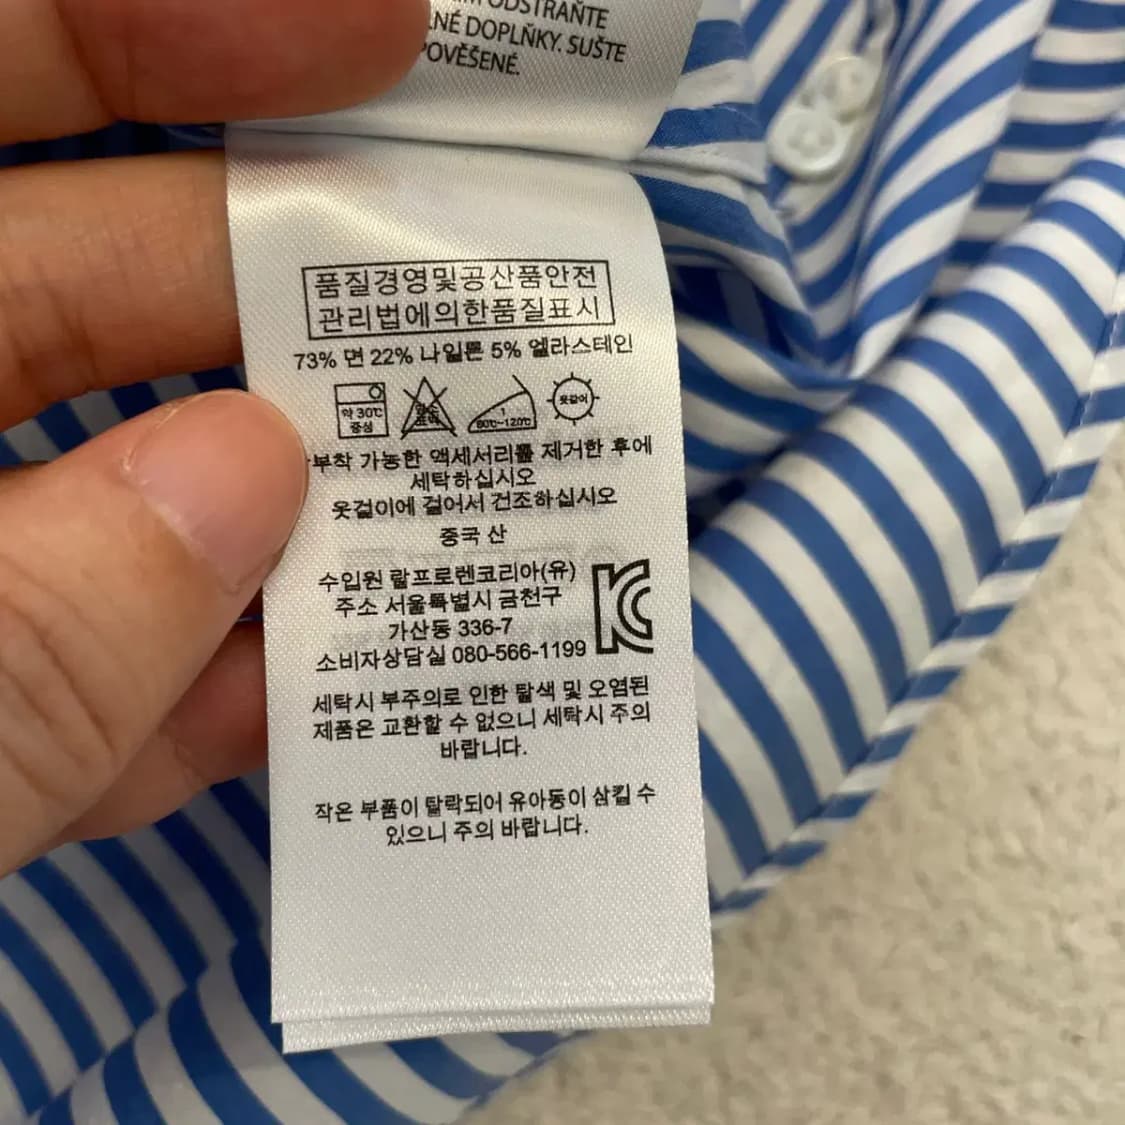 ODSTRAŇTE
DOPLŇKY. SUŠTE
POVĚŠENÉ.
품질경영및공산품안전
관리법에의한품질표시
73% 면 22% 나일론 5% 엘라스테인
약 30℃
중성
1
80℃~120℃
옷걸이
부착 가능한 액세서리를 제거한 후에
세탁하십시오
옷걸이에 걸어서 건조하십시오
중국 산
수입원 랄프로렌코리아(유)
주소 서울특별시 금천구
가산동 336-7
소비자상담실 080-566-1199
세탁시 부주의로 인한 탈색 및 오염된
제품은 교환할 수 없으니 세탁시 주의
바랍니다.
작은 부품이 탈락되어 유아동이 삼킬 수
있으니 주의 바랍니다.